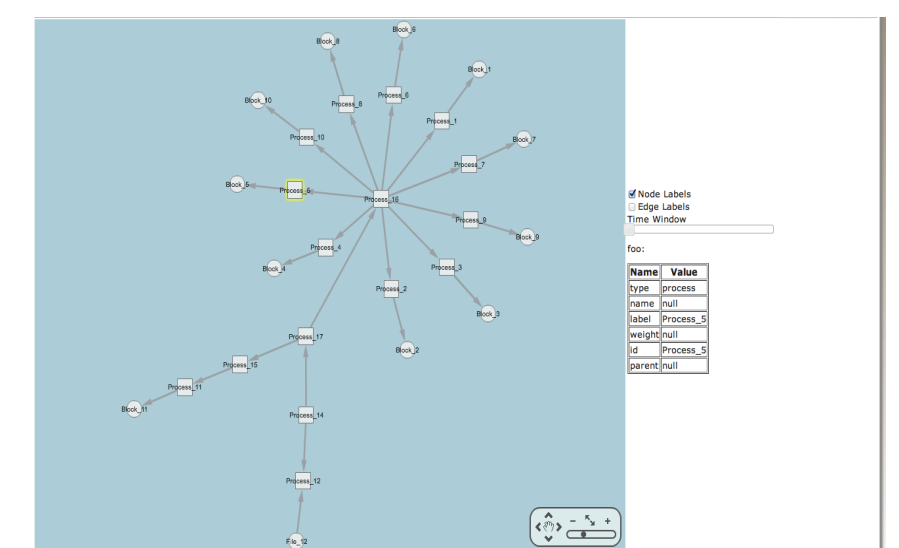 Block_6
Block_8
Block_1
Process_6
Block_10
Process_8
Process_1
Process_10
Block_7
Process_7
Block_5
Process_5
Process_16
Process_9
Block_9
Process_4
Block_4
Process_3
Process_2
Block_3
Process_17
Block_2
Process_15
Process_11
Block_11
Process_14
Process_12
File_12
Node Labels
Edge Labels
Time Window
foo:
Name Value
type process
name null
label Process_5
weight null
id Process_5
parent null